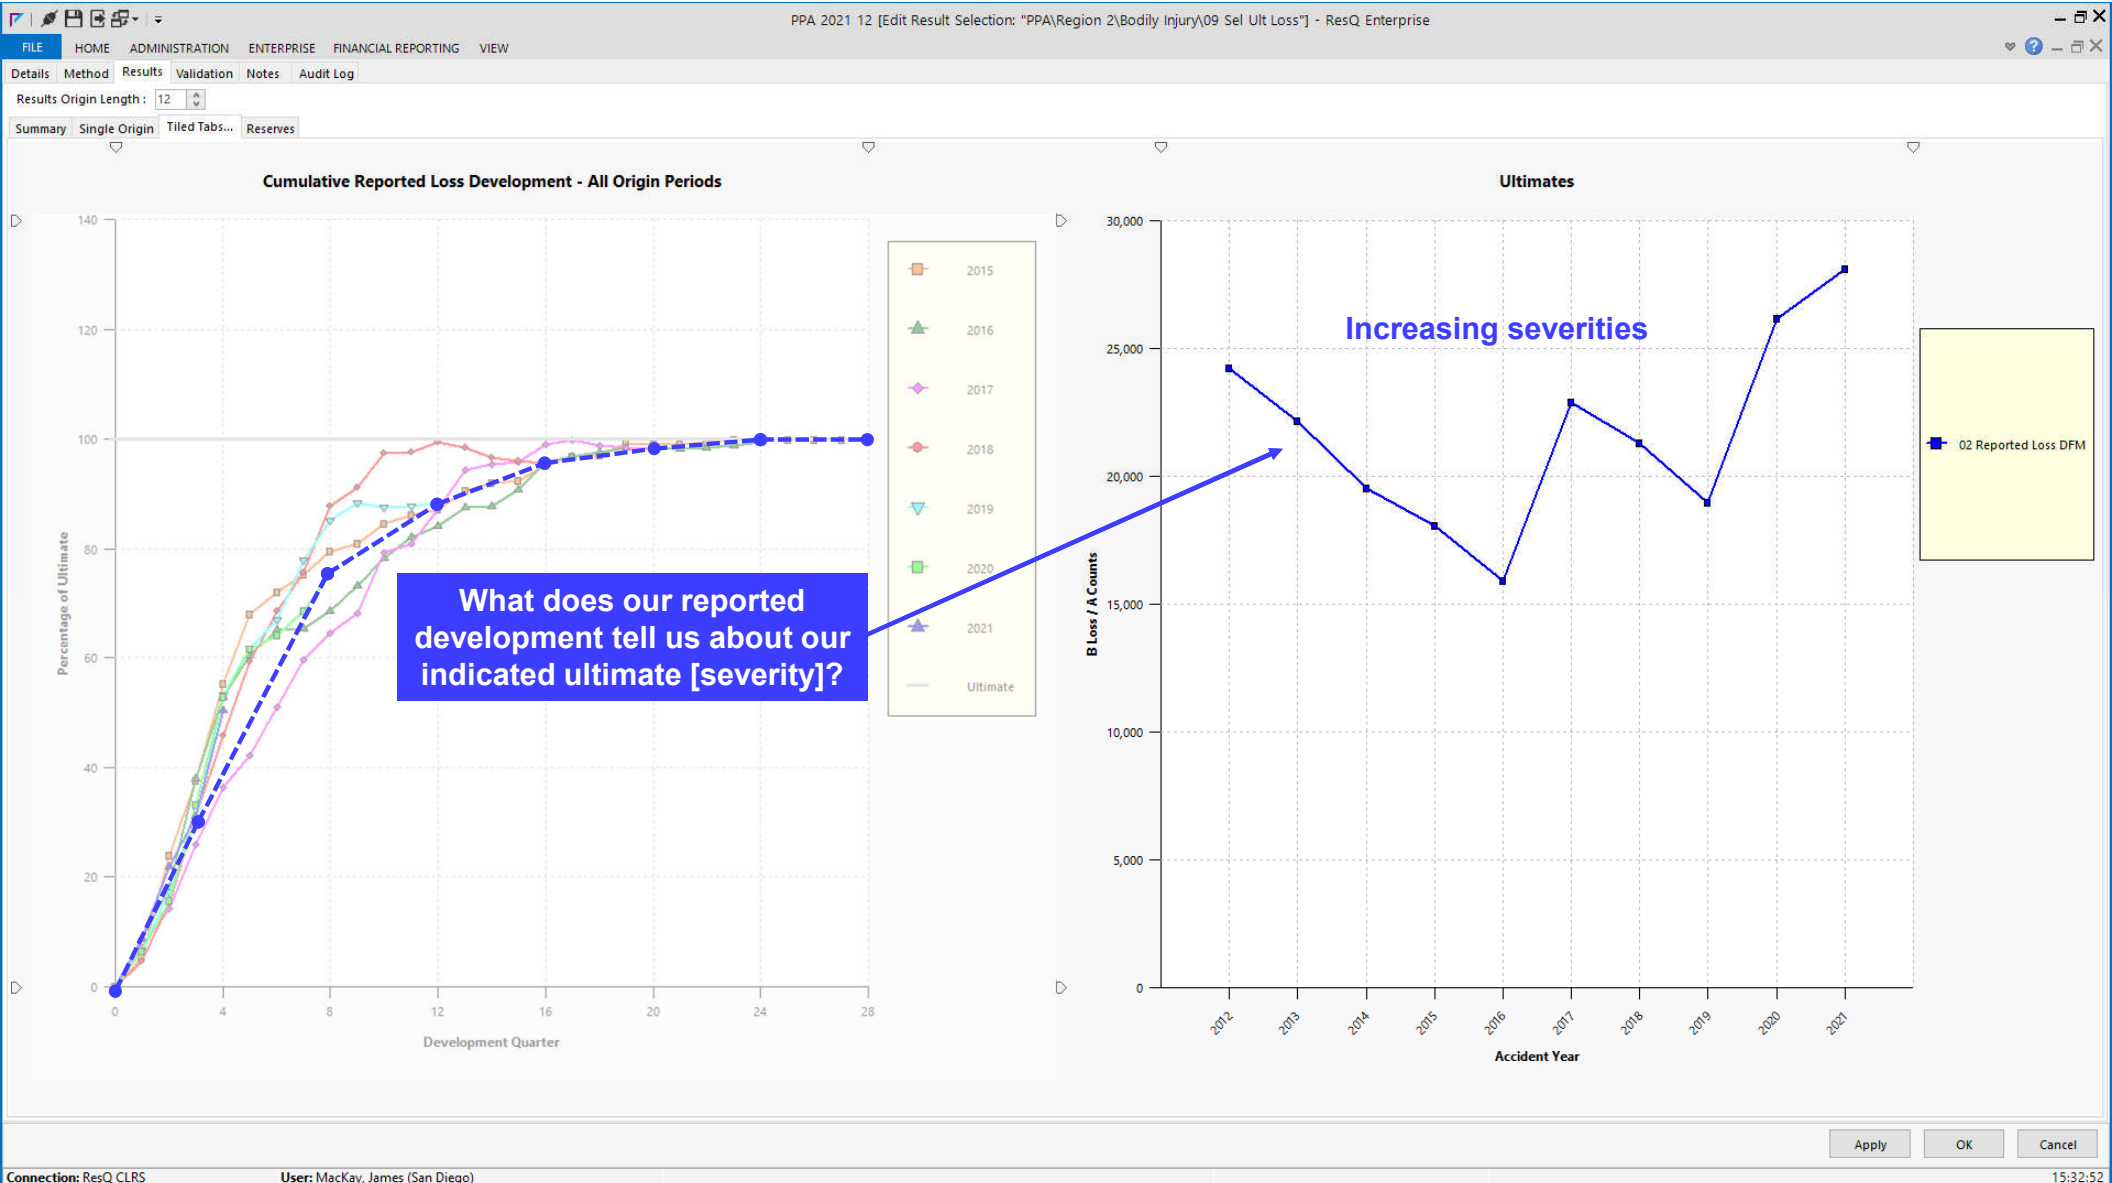 PPA 2021 12 [Edit Result Selection: "PPA\Region 2\Bodily Injury\09 Sel Ult Loss"] - ResQ Enterprise
FILE HOME ADMINISTRATION ENTERPRISE FINANCIAL REPORTING VIEW
Details Method Results Validation Notes Audit Log
Results Origin Length : 12
Summary Single Origin Tiled Tabs... Reserves
Cumulative Reported Loss Development - All Origin Periods
140
120
100
80
60
40
20
0
Percentage of Ultimate
0 4 8 12 16 20 24 28
Development Quarter
2015
2016
2017
2018
2019
2020
2021
Ultimate
What does our reported
development tell us about our
indicated ultimate [severity]?
Ultimates
Increasing severities
30,000
25,000
20,000
15,000
10,000
5,000
0
B Loss / A Counts
2012 2013 2014 2015 2016 2017 2018 2019 2020 2021
Accident Year
02 Reported Loss DFM
Apply OK Cancel
Connection: ResQ CLRS User: MacKay, James (San Diego) 15:32:52